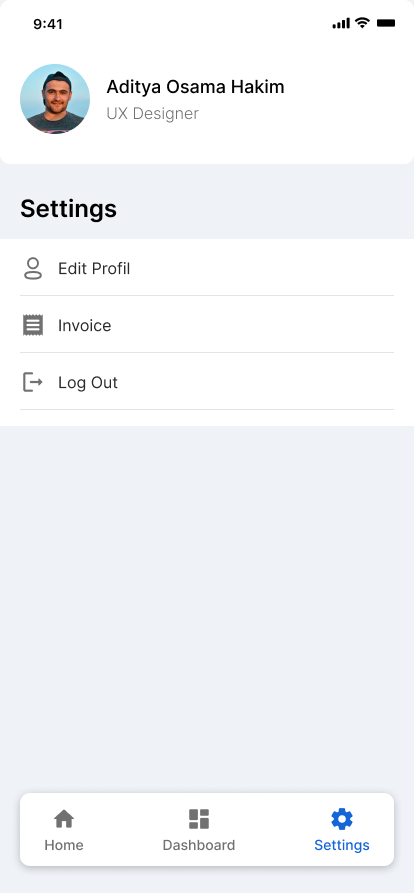 9:41
Aditya Osama Hakim
UX Designer
Settings
Edit Profil
Invoice
Log Out
Home
Dashboard
Settings